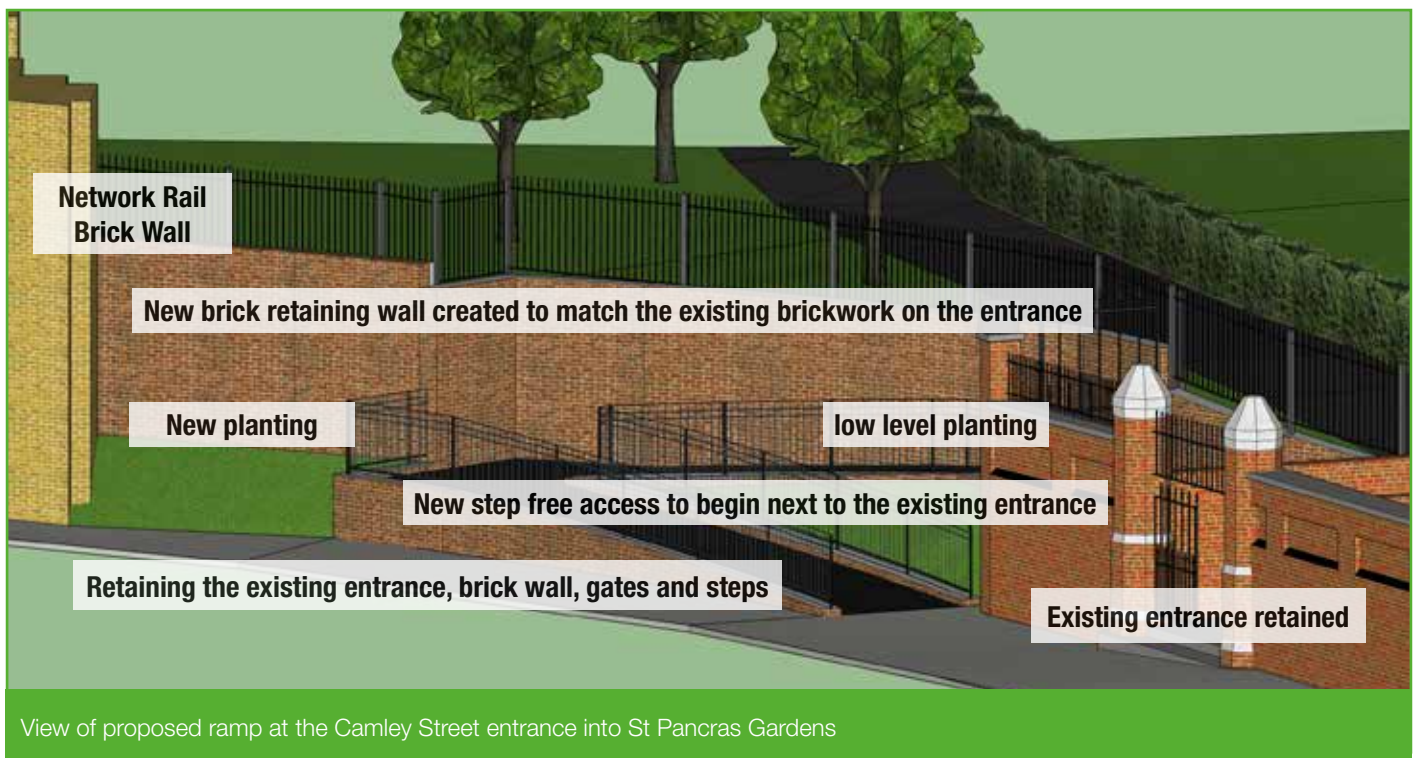 Network Rail
Brick Wall
New brick retaining wall created to match the existing brickwork on the entrance
New planting
low level planting
New step free access to begin next to the existing entrance
Retaining the existing entrance, brick wall, gates and steps
Existing entrance retained
View of proposed ramp at the Camley Street entrance into St Pancras Gardens